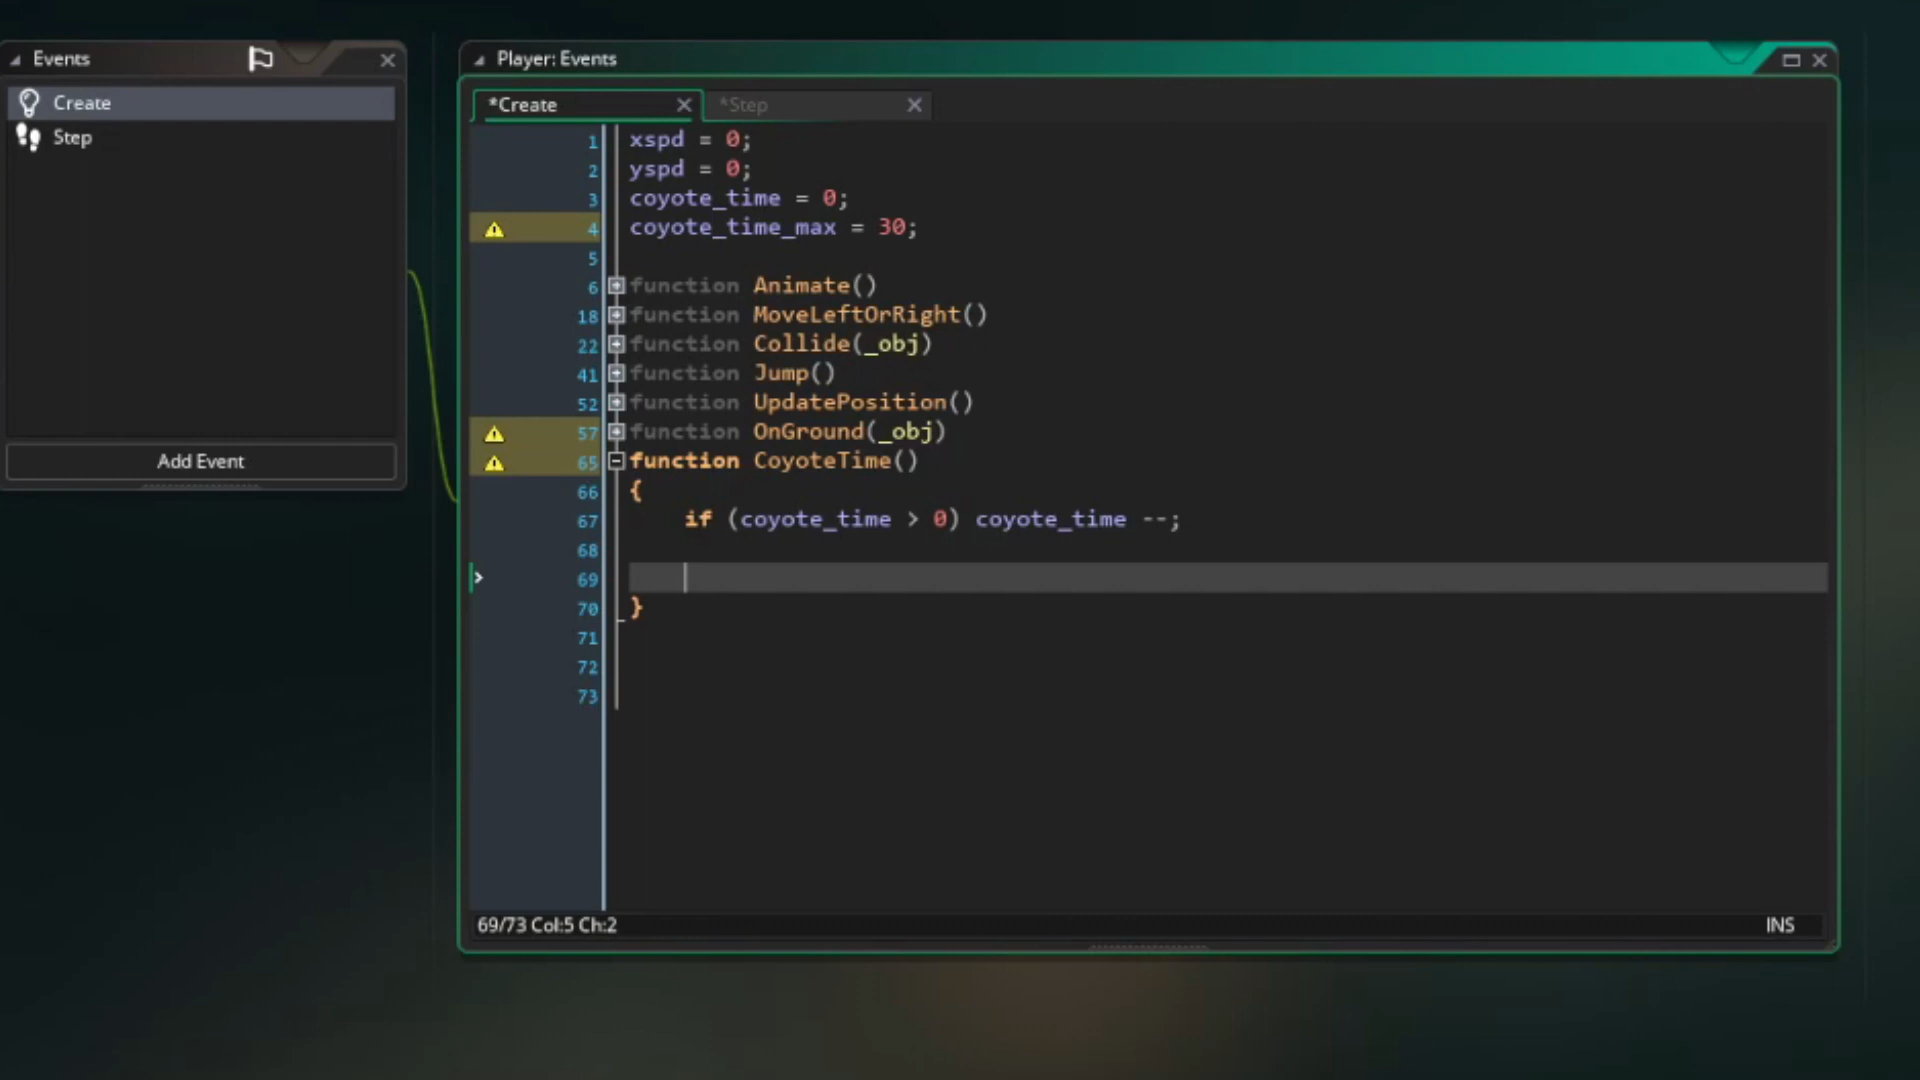 Events
Create
Step
Add Event
Player: Events
*Create
*Step
1 xspd = 0;
2 yspd = 0;
3 coyote_time = 0;
4 coyote_time_max = 30;
5
6 function Animate()
18 function MoveLeftOrRight()
22 function Collide(_obj)
41 function Jump()
52 function UpdatePosition()
57 function OnGround(_obj)
65 function CoyoteTime()
66 {
67 if (coyote_time > 0) coyote_time --;
68
69
70 }
71
72
73
69/73 Col:5 Ch:2
INS